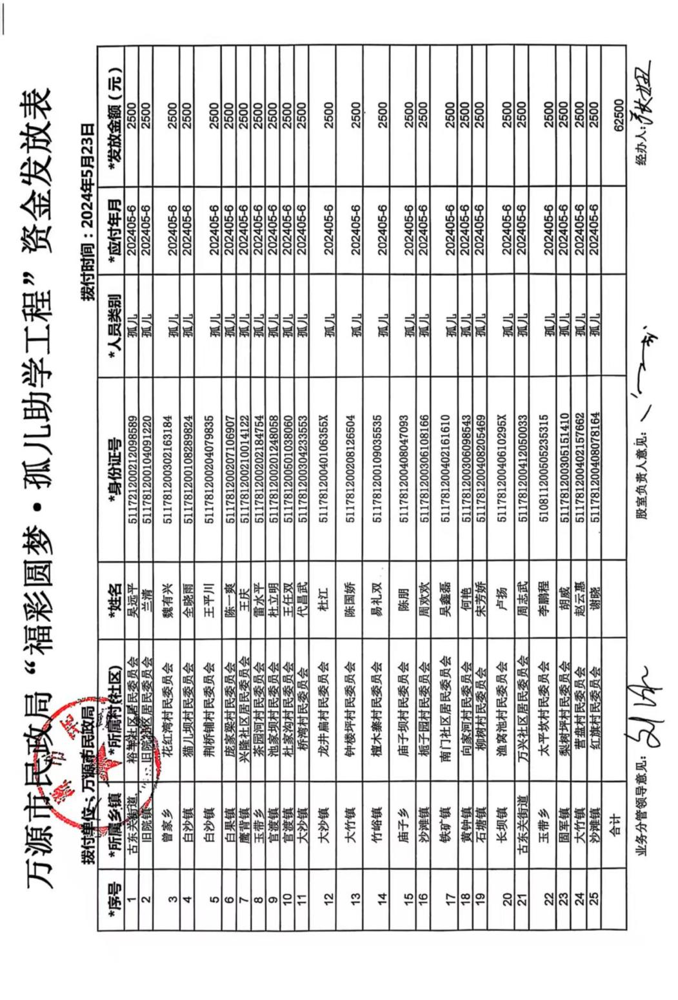 万源市民政局“福彩圆梦·孤儿助学工程”资金发放表
拨付单位:万源市民政局 拨付时间:2024年5月23日
*序号 *所属乡镇 *所属村(社区) *姓名 *身份证号 *人员类别 *应付年月 *发放金额(元)
1 古东关街道 裕苹社区居民委员会 吴远平 511721200212098589 孤儿 202405-6 2500
2 旧院镇 旧院社区居民委员会 兰清 511781200104091220 孤儿 202405-6 2500
3 曾家乡 花红湾村民委员会 魏有兴 511781200302163184 孤儿 202405-6 2500
4 白沙镇 猫儿坝村民委员会 全晓雨 511781200108289824 孤儿 202405-6 2500
5 白沙镇 荆桥铺村民委员会 王平川 511781200204079835 孤儿 202405-6 2500
6 白果镇 庞家梁村民委员会 陈一爽 511781200207106907 孤儿 202405-6 2500
7 鹰背镇 兴隆社区居民委员会 王庆 511781200210014122 孤儿 202405-6 2500
8 玉带乡 茶园河村民委员会 雷水平 511781200202184754 孤儿 202405-6 2500
9 官渡镇 池家坝村民委员会 杜立明 511781200201248058 孤儿 202405-6 2500
10 官渡镇 杜家沟村民委员会 王任双 511781200501038060 孤儿 202405-6 2500
11 大沙镇 桥湾村民委员会 代昌武 511781200304233553 孤儿 202405-6 2500
12 大沙镇 龙井扁村民委员会 杜江 51178120040106355X 孤儿 202405-6 2500
13 大竹镇 钟楼坪村民委员会 陈国娇 511781200208126504 孤儿 202405-6 2500
14 竹峪镇 檀木寨村民委员会 易礼双 511781200109035535 孤儿 202405-6 2500
15 庙子乡 庙子坝村民委员会 陈朋 511781200408047093 孤儿 202405-6 2500
16 沙滩镇 栀子园村民委员会 周欢欢 511781200306108166 孤儿 202405-6 2500
17 铁矿镇 南门社区居民委员会 吴鑫磊 511781200402161610 孤儿 202405-6 2500
18 黄钟镇 向家河村民委员会 何艳 511781200306098543 孤儿 202405-6 2500
19 石塘镇 柳树村民委员会 宋芳娇 511781200408205469 孤儿 202405-6 2500
20 长坝镇 渔窝池村民委员会 卢扬 51178120040610295X 孤儿 202405-6 2500
21 古东关街道 万兴社区居民委员会 周志武 511781200412050033 孤儿 202405-6 2500
22 玉带乡 太平坎村民委员会 李鹏程 510811200505235315 孤儿 202405-6 2500
23 固军镇 梨树坪村民委员会 胡威 511781200305151410 孤儿 202405-6 2500
24 大竹镇 营盘村民委员会 赵云惠 511781200402157662 孤儿 202405-6 2500
25 沙滩镇 红旗村民委员会 谢晓 511781200408078164 孤儿 202405-6 2500
合计 62500
业务分管领导意见: 股室负责人意见: 经办人: